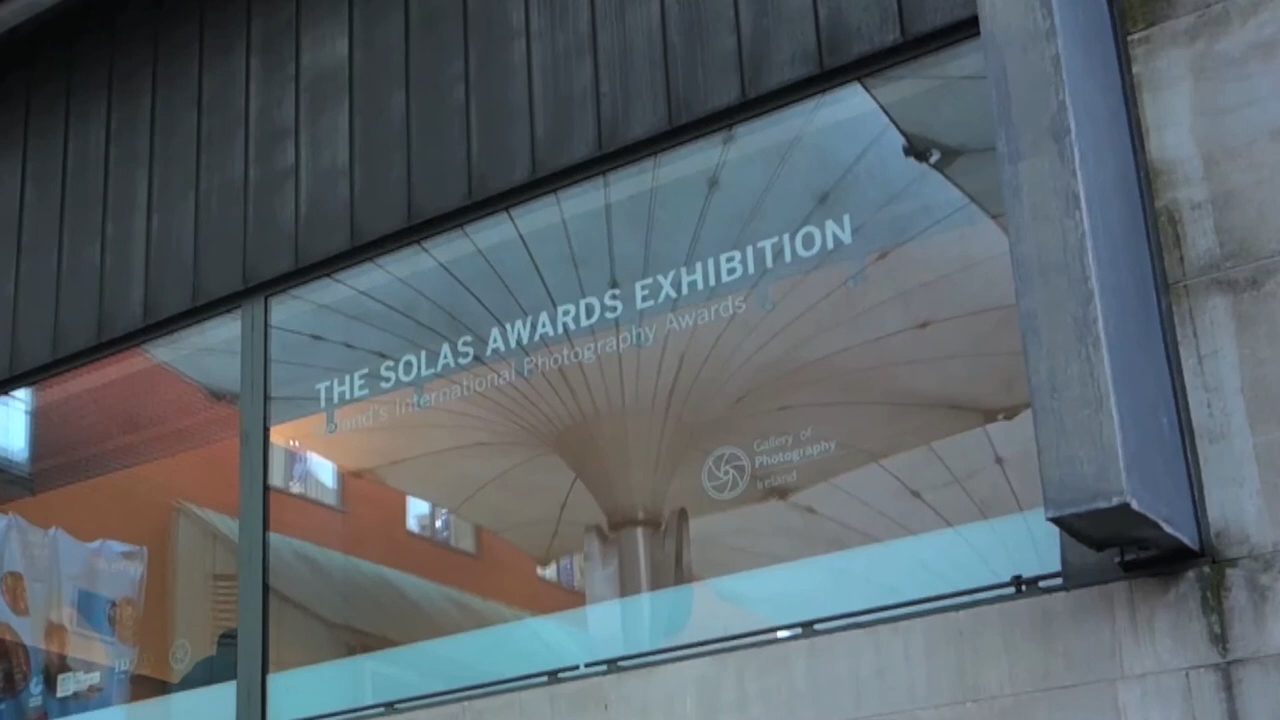 THE SOLAS AWARDS EXHIBITION
International Photography Awards
Gallery of
Photography
Ireland